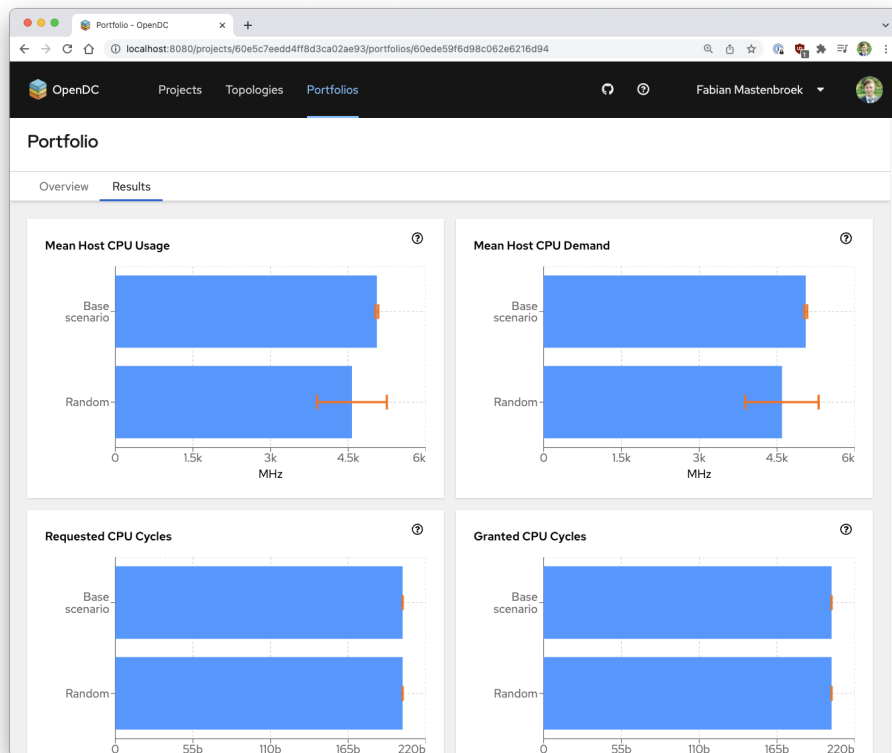 Portfolio - OpenDC
localhost:8080/projects/60e5c7eedd4ff8d3ca02ae93/portfolios/60ede59f6d98c062e6216d94
1
OpenDC Projects Topologies Portfolios Fabian Mastenbroek
Portfolio
Overview Results
Mean Host CPU Usage
Base
scenario
Random
0 1.5k 3k 4.5k 6k
MHz
Mean Host CPU Demand
Base
scenario
Random
0 1.5k 3k 4.5k 6k
MHz
Requested CPU Cycles
Base
scenario
Random
0 55b 110b 165b 220b
Granted CPU Cycles
Base
scenario
Random
0 55b 110b 165b 220b